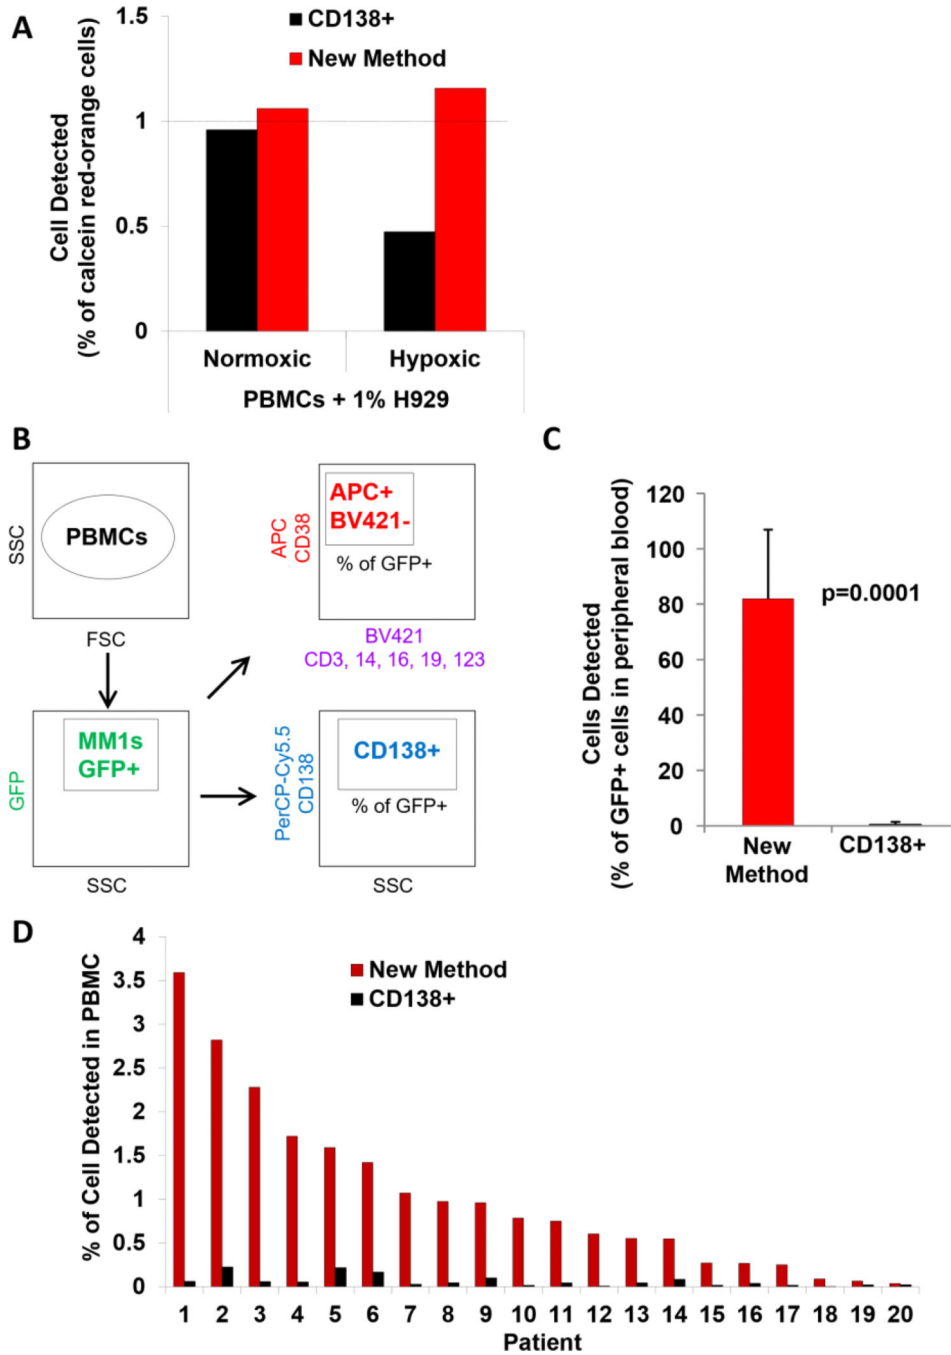 A
Cell Detected
(% of calcein red-orange cells)
1.5
1
0.5
0
CD138+
New Method
Normoxic
Hypoxic
PBMCs + 1% H929
B
SSC
PBMCs
FSC
APC
CD38
APC+
BV421-
% of GFP+
BV421
CD3, 14, 16, 19, 123
GFP
MM1s
GFP+
SSC
PerCP-Cy5.5
CD138
CD138+
% of GFP+
SSC
C
Cells Detected
(% of GFP+ cells in peripheral blood)
120
100
80
60
40
20
0
p=0.0001
New
Method
CD138+
D
% of Cell Detected in PBMC
4
3.5
3
2.5
2
1.5
1
0.5
0
New Method
CD138+
1 2 3 4 5 6 7 8 9 10 11 12 13 14 15 16 17 18 19 20
Patient